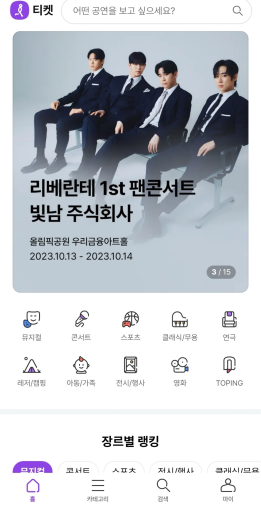 티켓
어떤 공연을 보고 싶으세요?
리베란테 1st 팬콘서트
빛남 주식회사
올림픽공원 우리금융아트홀
2023.10.13 - 2023.10.14
3 / 15
뮤지컬 콘서트 스포츠 클래식/무용 연극
레저/캠핑 아동/가족 전시/행사 영화 TOPING
장르별 랭킹
뮤지컬 콘서트 스포츠 전시/행사 클래식/무용
홈 카테고리 검색 마이